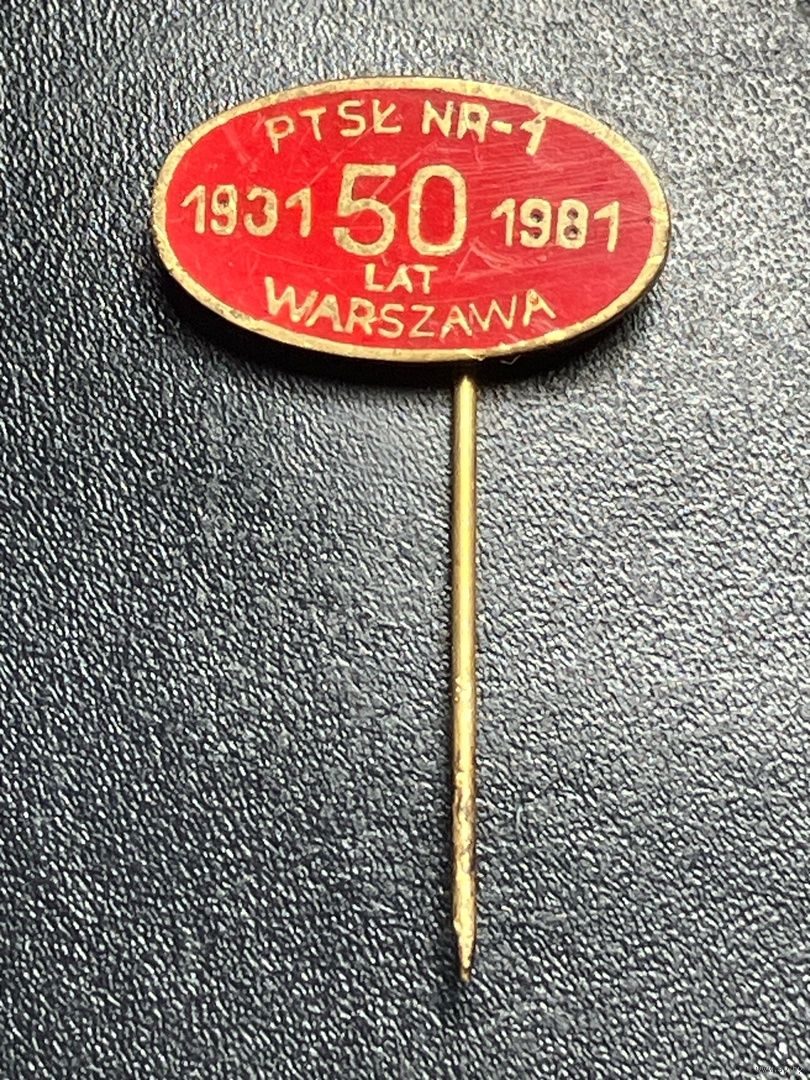 PTSŁ NR-1
1931 50 1981
LAT
WARSZAWA